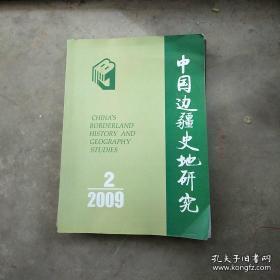 中国边疆史地研究
CHINA'S
BORDERLAND
HISTORY AND
GEOGRAPHY
STUDIES
2
2009
孔夫子旧书网